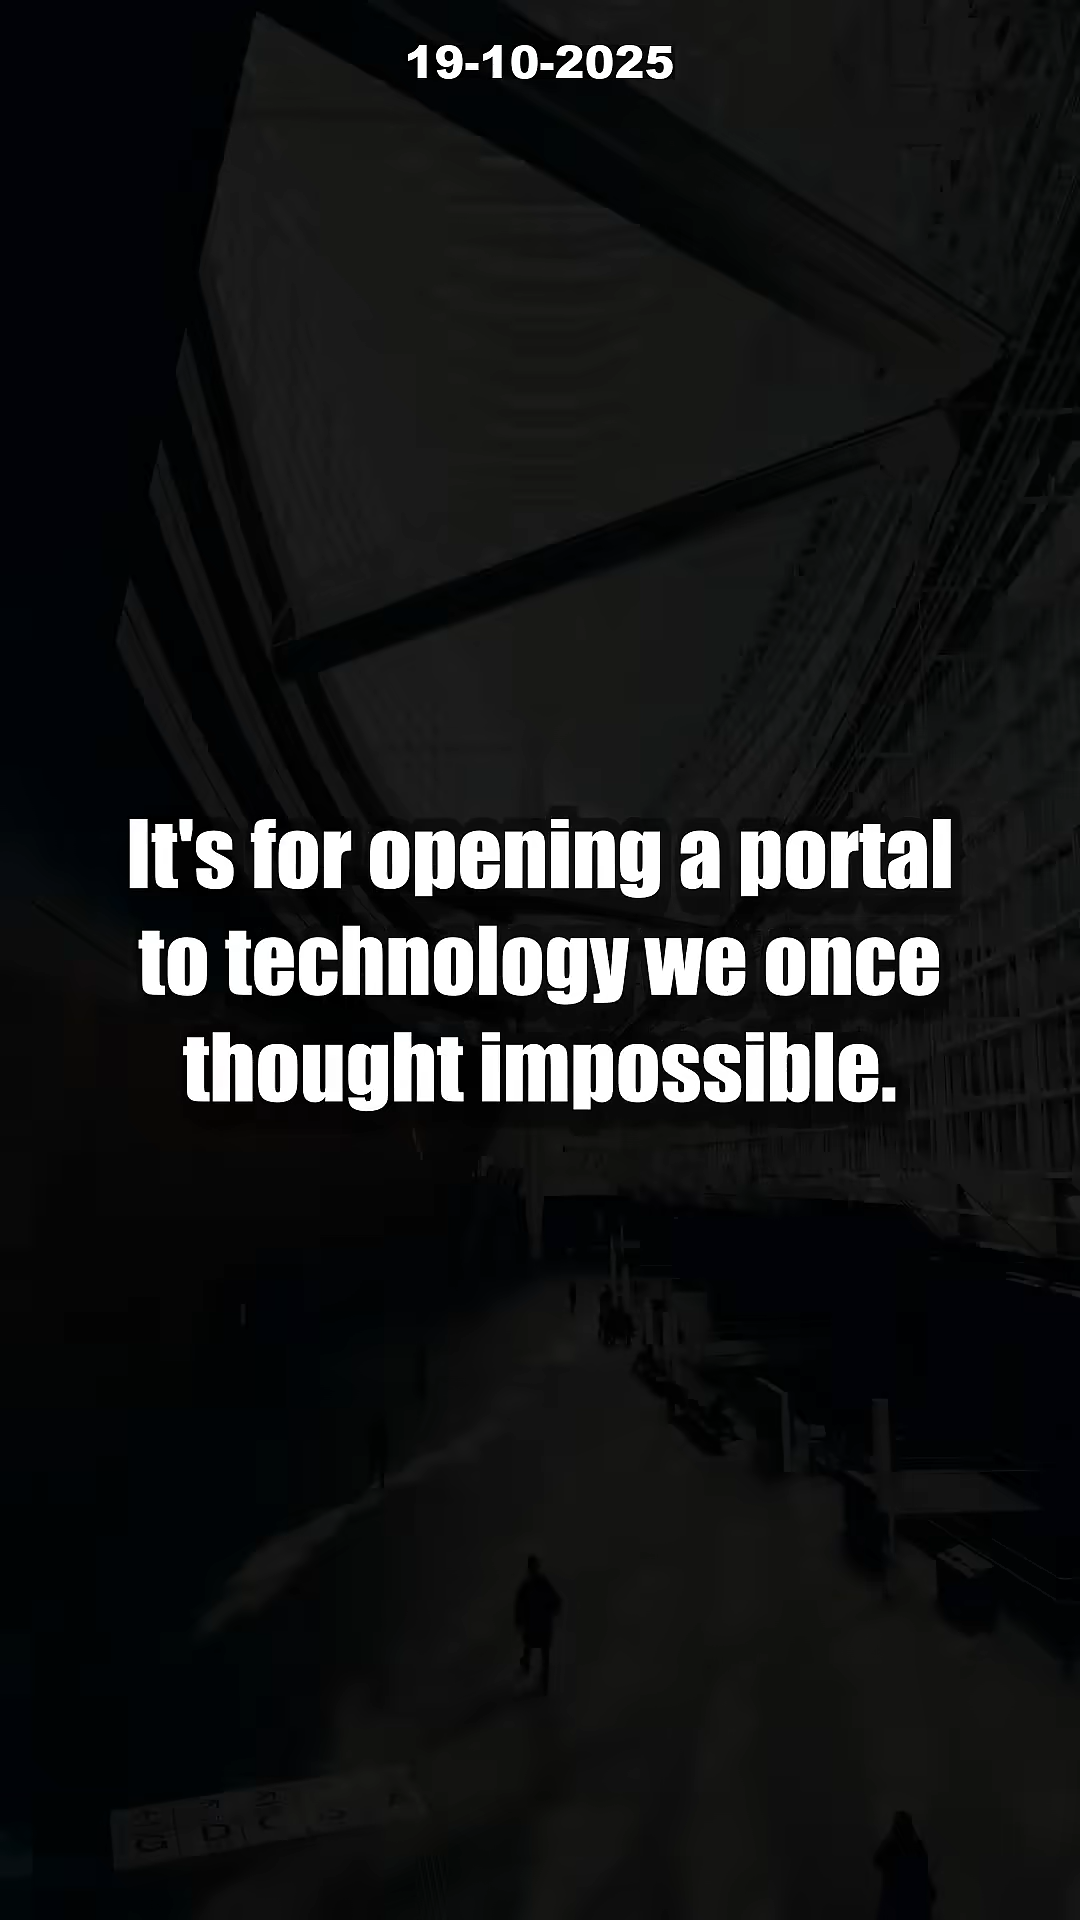 19-10-2025
It's for opening a portal
to technology we once
thought impossible.